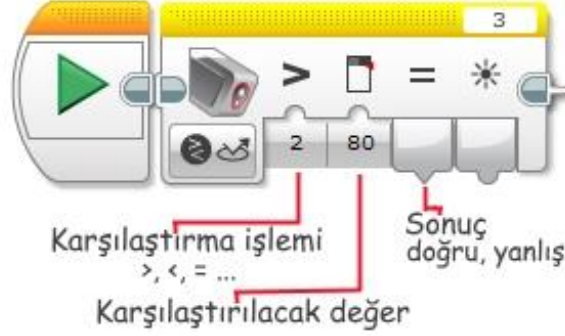 3
> =
2 80
Karşılaştırma işlemi
>, <, = ...
Sonuç
doğru, yanlış
Karşılaştırılacak değer